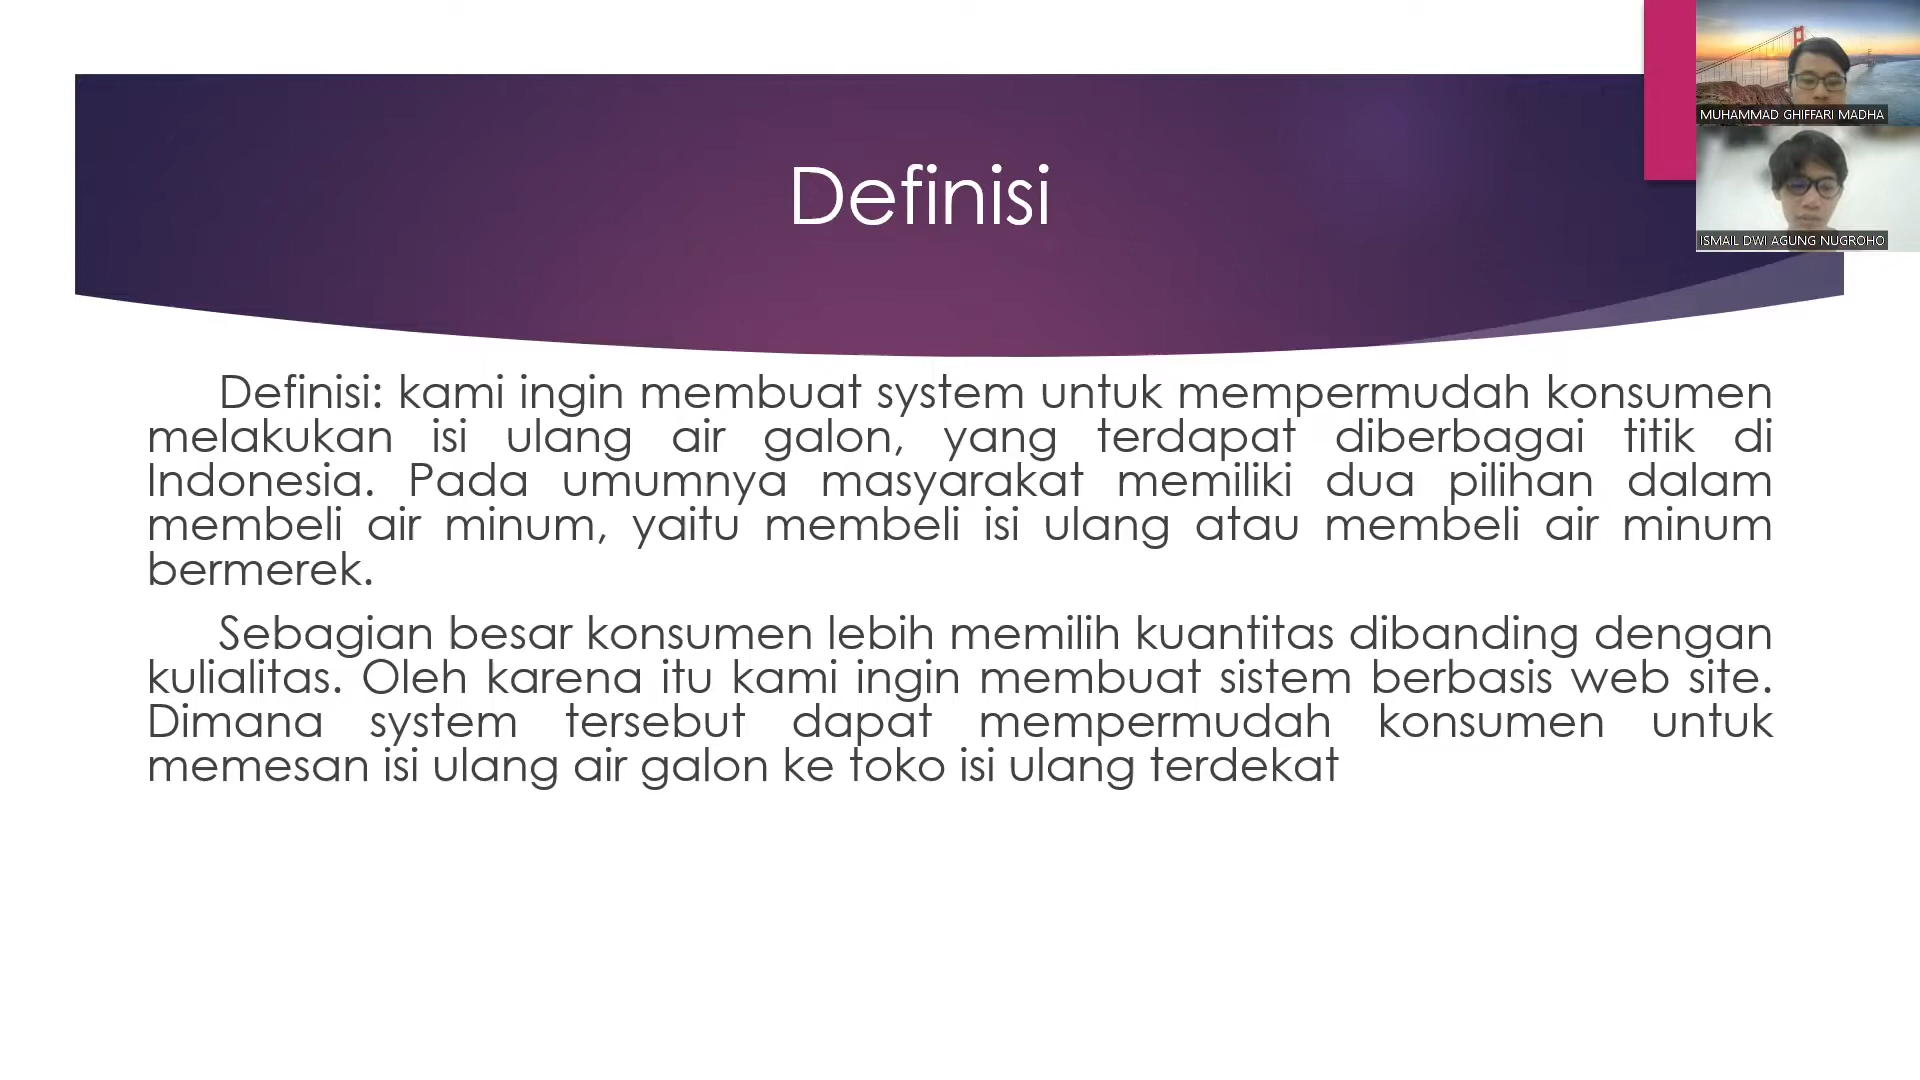 Definisi
MUHAMMAD GHIFFARI MADHA
ISMAIL DWI AGUNG NUGROHO
Definisi: kami ingin membuat system untuk mempermudah konsumen
melakukan isi ulang air galon, yang terdapat diberbagai titik di
Indonesia. Pada umumnya masyarakat memiliki dua pilihan dalam
membeli air minum, yaitu membeli isi ulang atau membeli air minum
bermerek.
Sebagian besar konsumen lebih memilih kuantitas dibanding dengan
kulialitas. Oleh karena itu kami ingin membuat sistem berbasis web site.
Dimana system tersebut dapat mempermudah konsumen untuk
memesan isi ulang air galon ke toko isi ulang terdekat